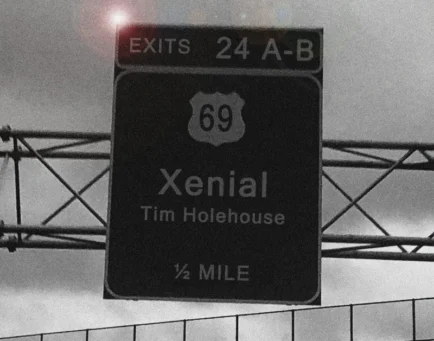 EXITS 24 A-B
69
Xenial
Tim Holehouse
½ MILE